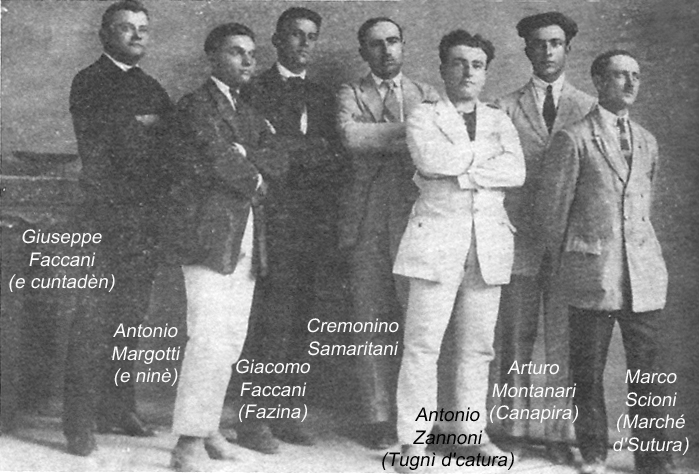 Giuseppe
Faccani
(e cuntadèn)
Antonio
Margotti
(e ninè)
Giacomo
Faccani
(Fazina)
Cremonino
Samaritani
Antonio
Zannoni
(Tugnì d'catura)
Arturo
Montanari
(Canapira)
Marco
Scioni
(Marché
d'Sutura)